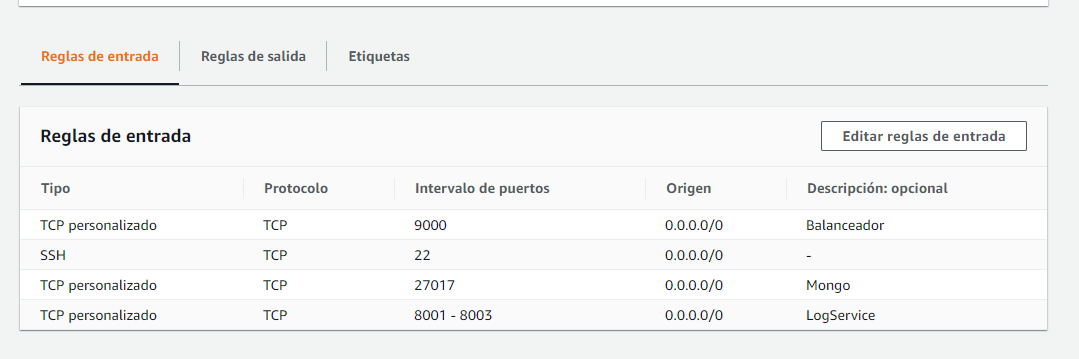 Reglas de entrada Reglas de salida Etiquetas
Reglas de entrada Editar reglas de entrada
Tipo Protocolo Intervalo de puertos Origen Descripción: opcional
TCP personalizado TCP 9000 0.0.0.0/0 Balanceador
SSH TCP 22 0.0.0.0/0 -
TCP personalizado TCP 27017 0.0.0.0/0 Mongo
TCP personalizado TCP 8001 - 8003 0.0.0.0/0 LogService